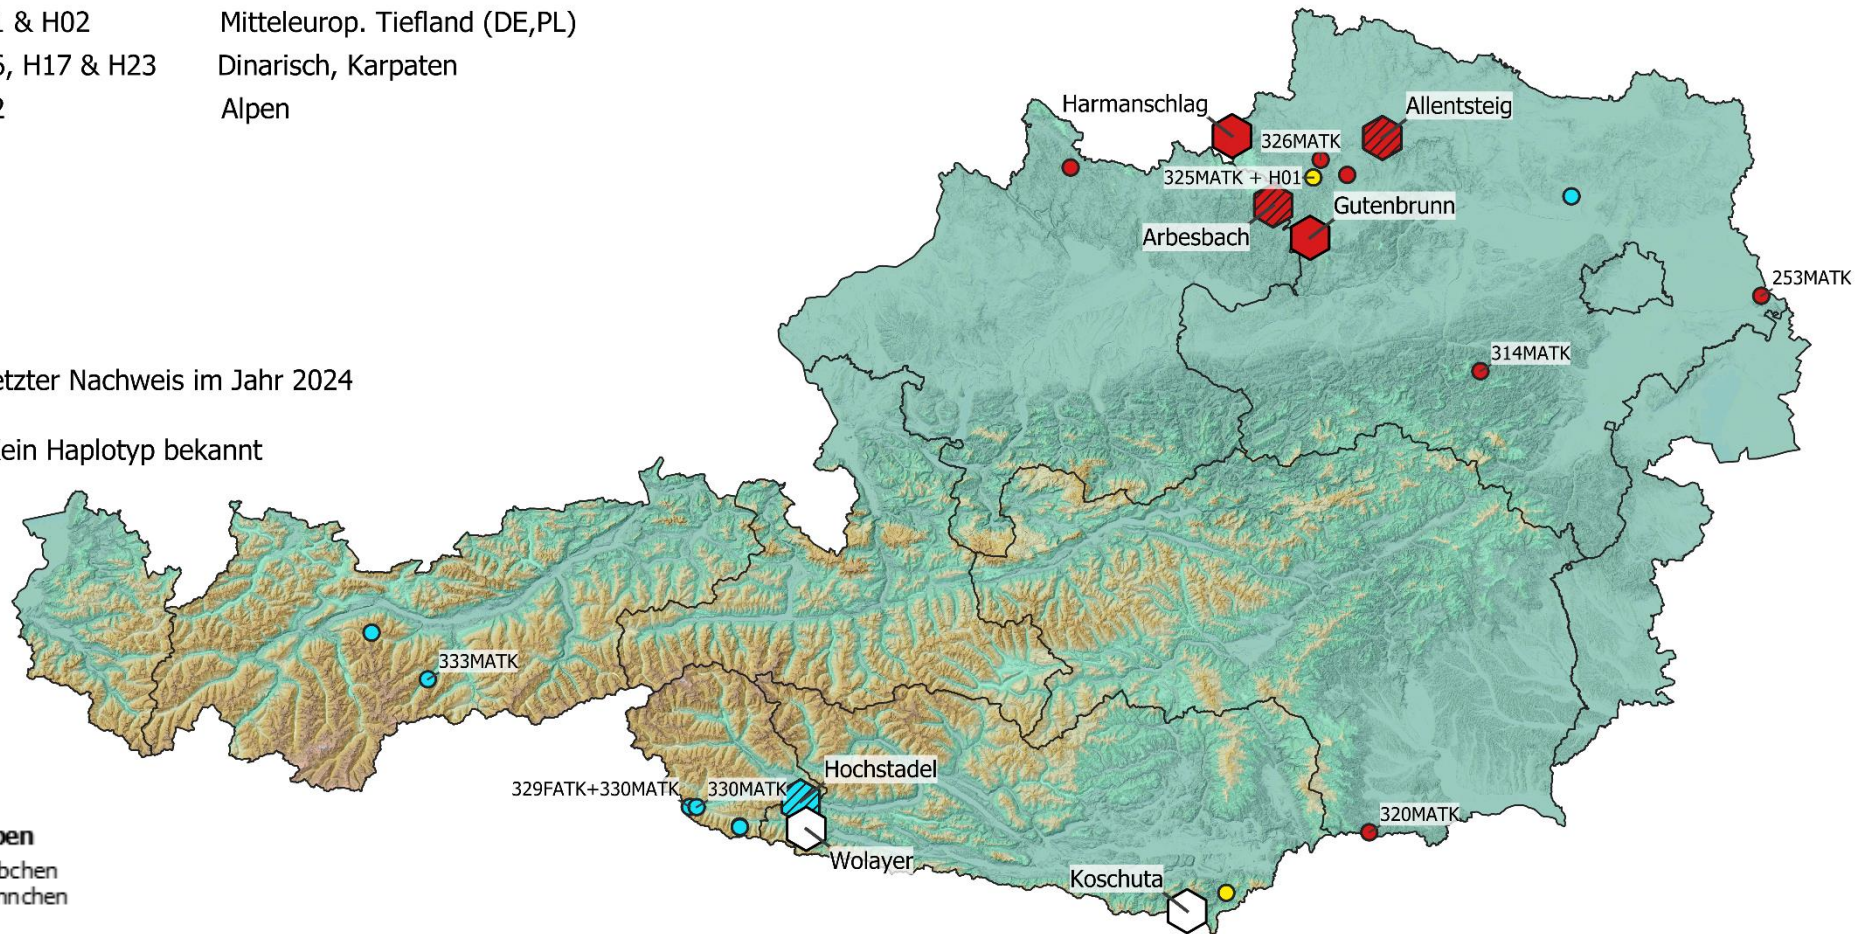 & H02 Mitteleurop. Tiefland (DE,PL)
, H17 & H23 Dinarisch, Karpaten
Alpen
Harmanschlag
Allentsteig
326MATK
325MATK + H01
Gutenbrunn
Arbesbach
253MATK
314MATK
etzter Nachweis im Jahr 2024
ein Haplotyp bekannt
333MATK
Hochstadel
329FATK+330MATK
330MATK
320MATK
Wolayer
Koschuta